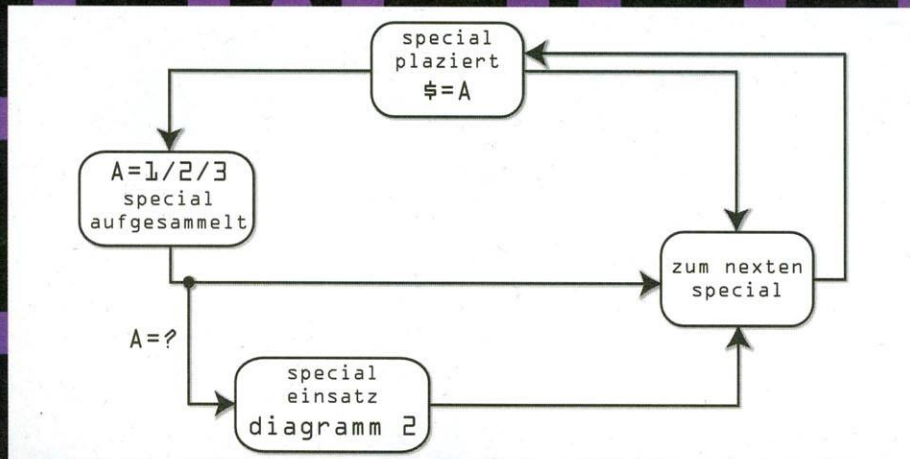 special
plaziert
$=A
A=1/2/3
special
aufgesammelt
zum nexten
special
A=?
special
einsatz
diagramm 2